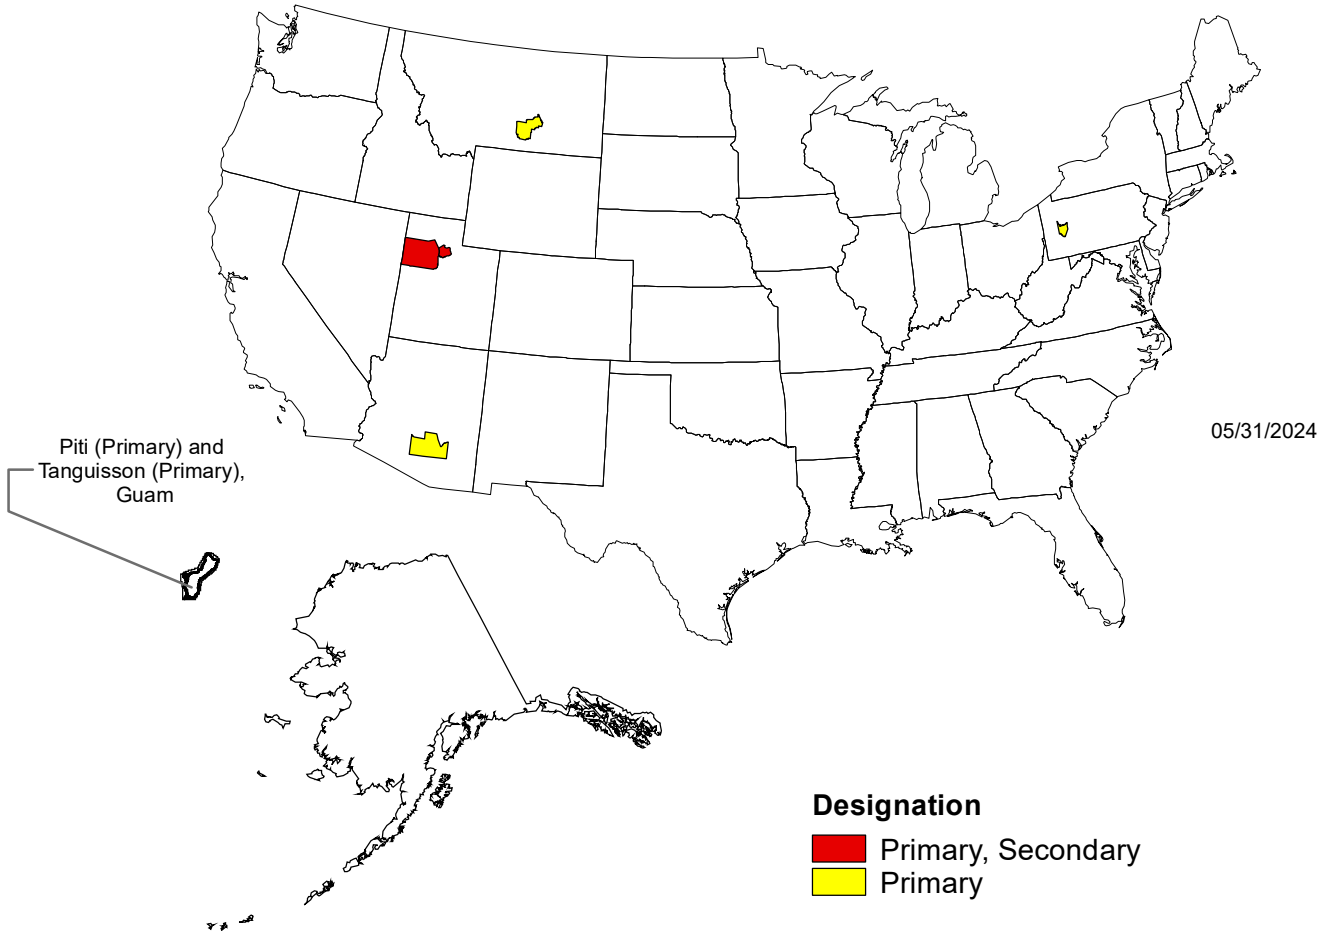 Piti (Primary) and
Tanguisson (Primary),
Guam
05/31/2024
Designation
Primary, Secondary
Primary